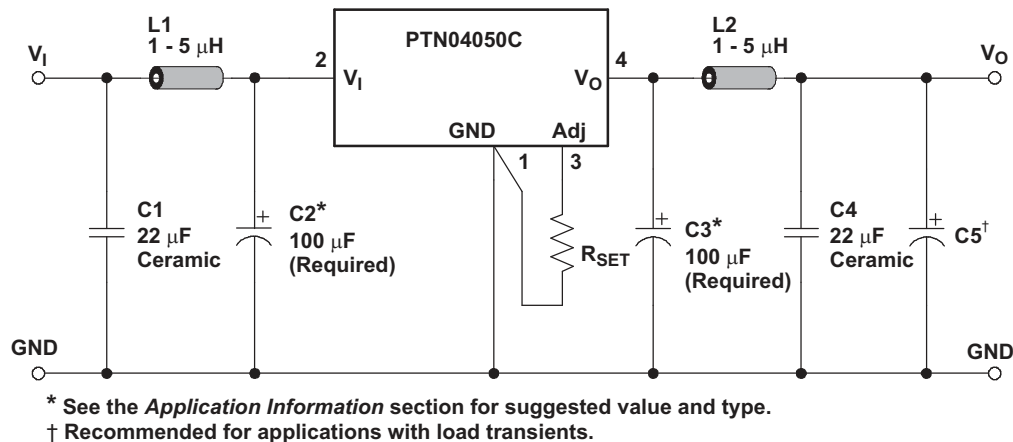 L1
1 - 5 μH
PTN04050C
L2
1 - 5 μH
V_I
2
V_I
V_O
4
V_O
GND
Adj
1
3
C1
22 μF
Ceramic
+
C2*
100 μF
(Required)
R_SET
+
C3*
100 μF
(Required)
C4
22 μF
Ceramic
+
C5†
GND
GND
* See the Application Information section for suggested value and type.
† Recommended for applications with load transients.